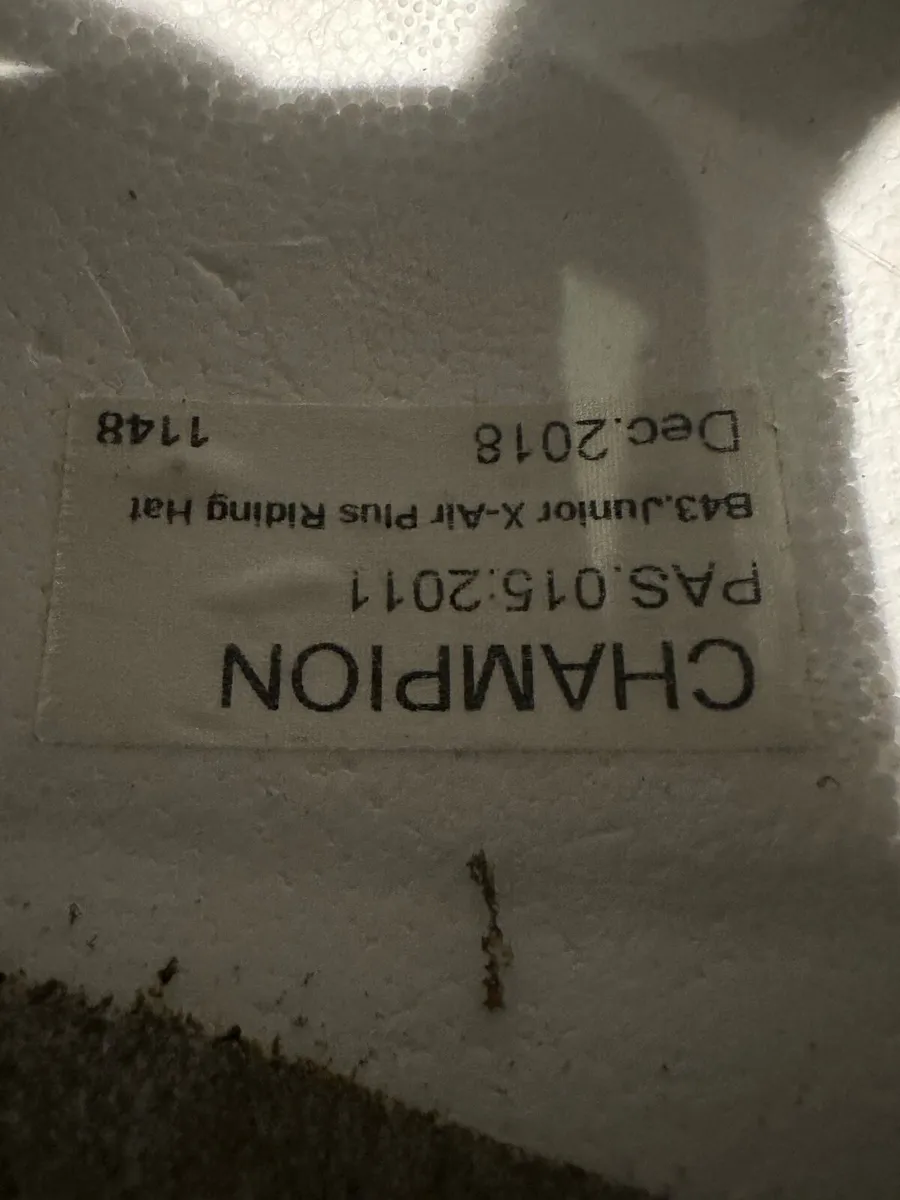 CHAMPION
PAS.015:2011
B43.Junior X-Air Plus Riding Hat
Dec.2018 1148